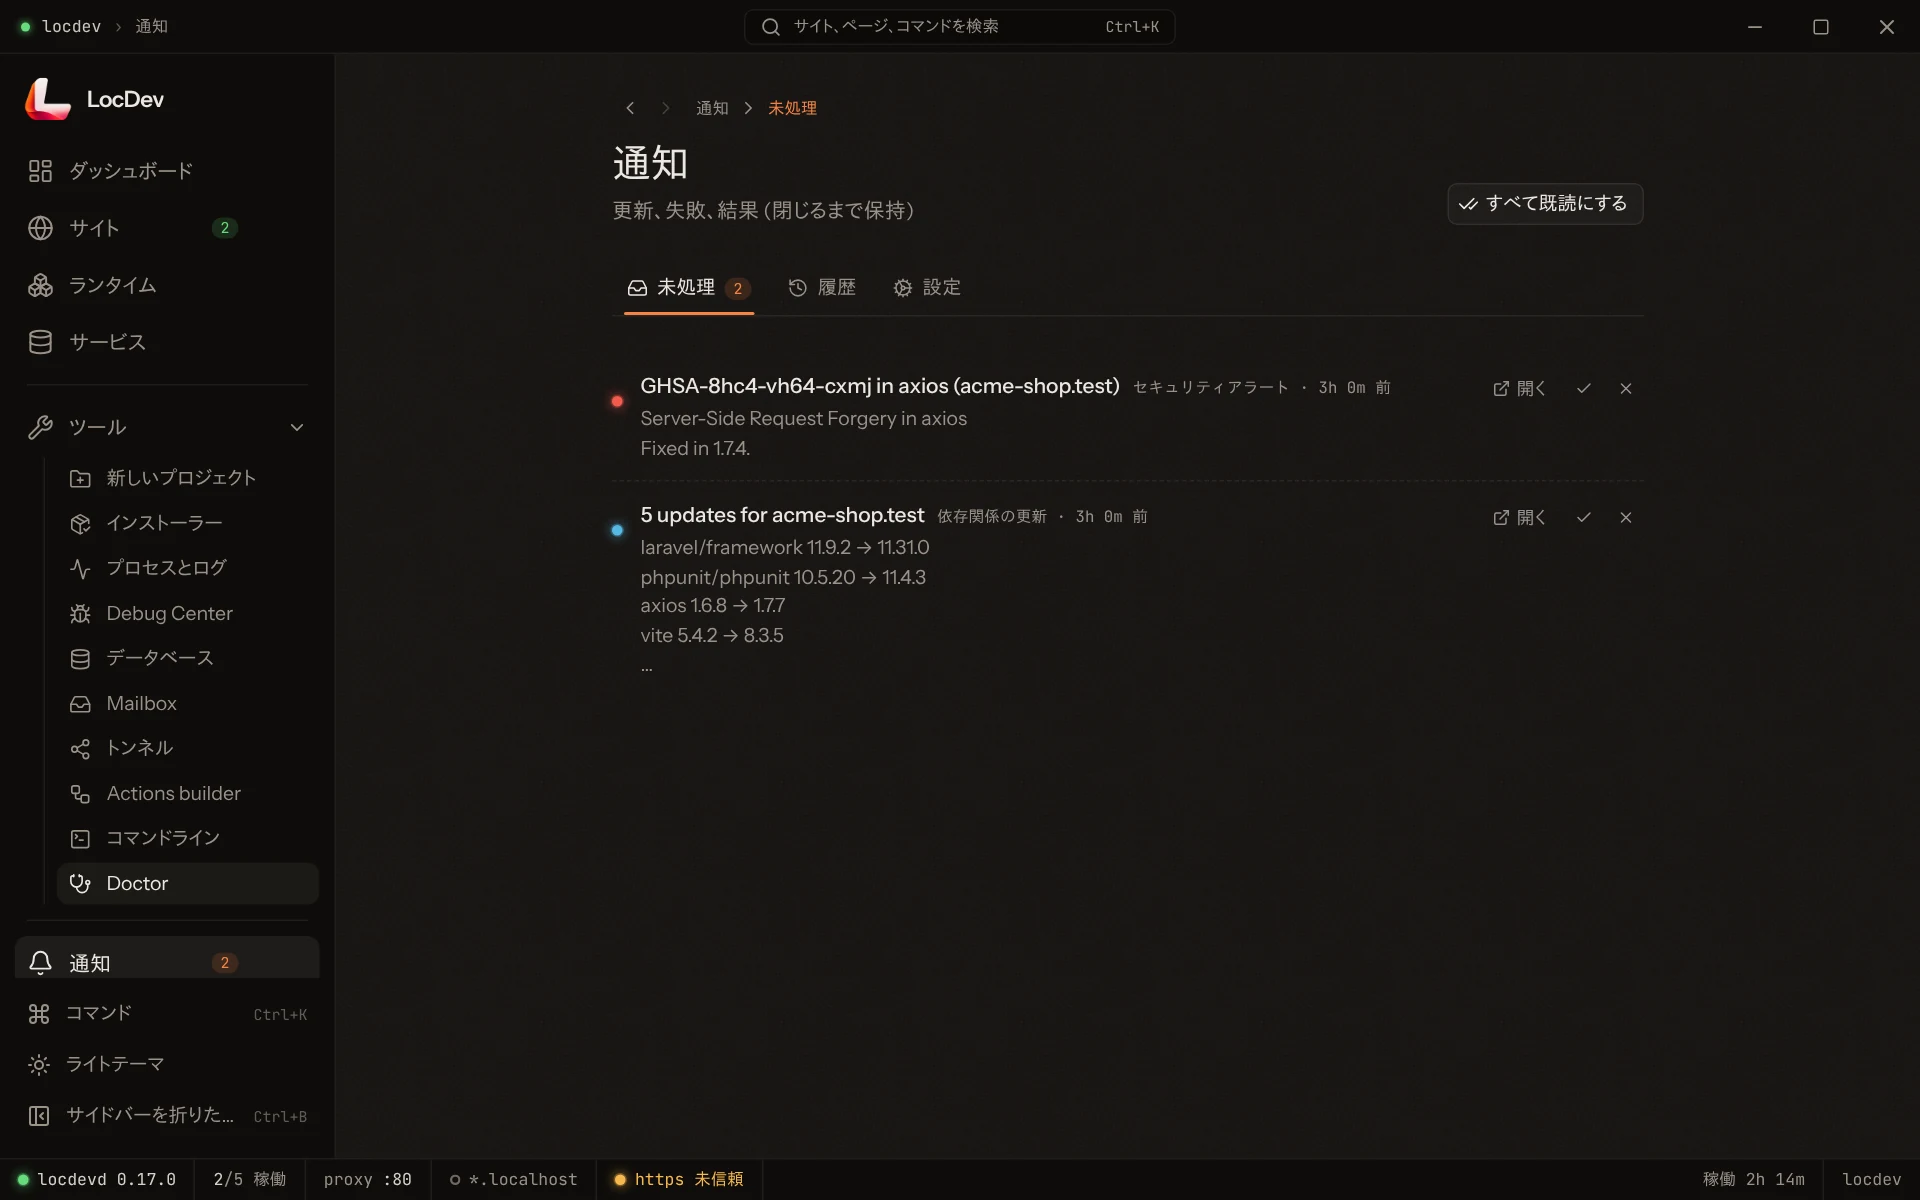 locdev › 通知
サイト、ページ、コマンドを検索 Ctrl+K
LocDev
ダッシュボード
サイト 2
ランタイム
サービス
ツール
新しいプロジェクト
インストーラー
プロセスとログ
Debug Center
データベース
Mailbox
トンネル
Actions builder
コマンドライン
Doctor
通知 2
コマンド Ctrl+K
ライトテーマ
サイドバーを折りた… Ctrl+B
通知 > 未処理
通知
更新、失敗、結果 (閉じるまで保持)
すべて既読にする
未処理 2 履歴 設定
GHSA-8hc4-vh64-cxmj in axios (acme-shop.test) セキュリティアラート · 3h 0m 前 開く
Server-Side Request Forgery in axios
Fixed in 1.7.4.
5 updates for acme-shop.test 依存関係の更新 · 3h 0m 前 開く
laravel/framework 11.9.2 → 11.31.0
phpunit/phpunit 10.5.20 → 11.4.3
axios 1.6.8 → 1.7.7
vite 5.4.2 → 8.3.5
…
locdevd 0.17.0 2/5 稼働 proxy :80 *.localhost https 未信頼 稼働 2h 14m locdev